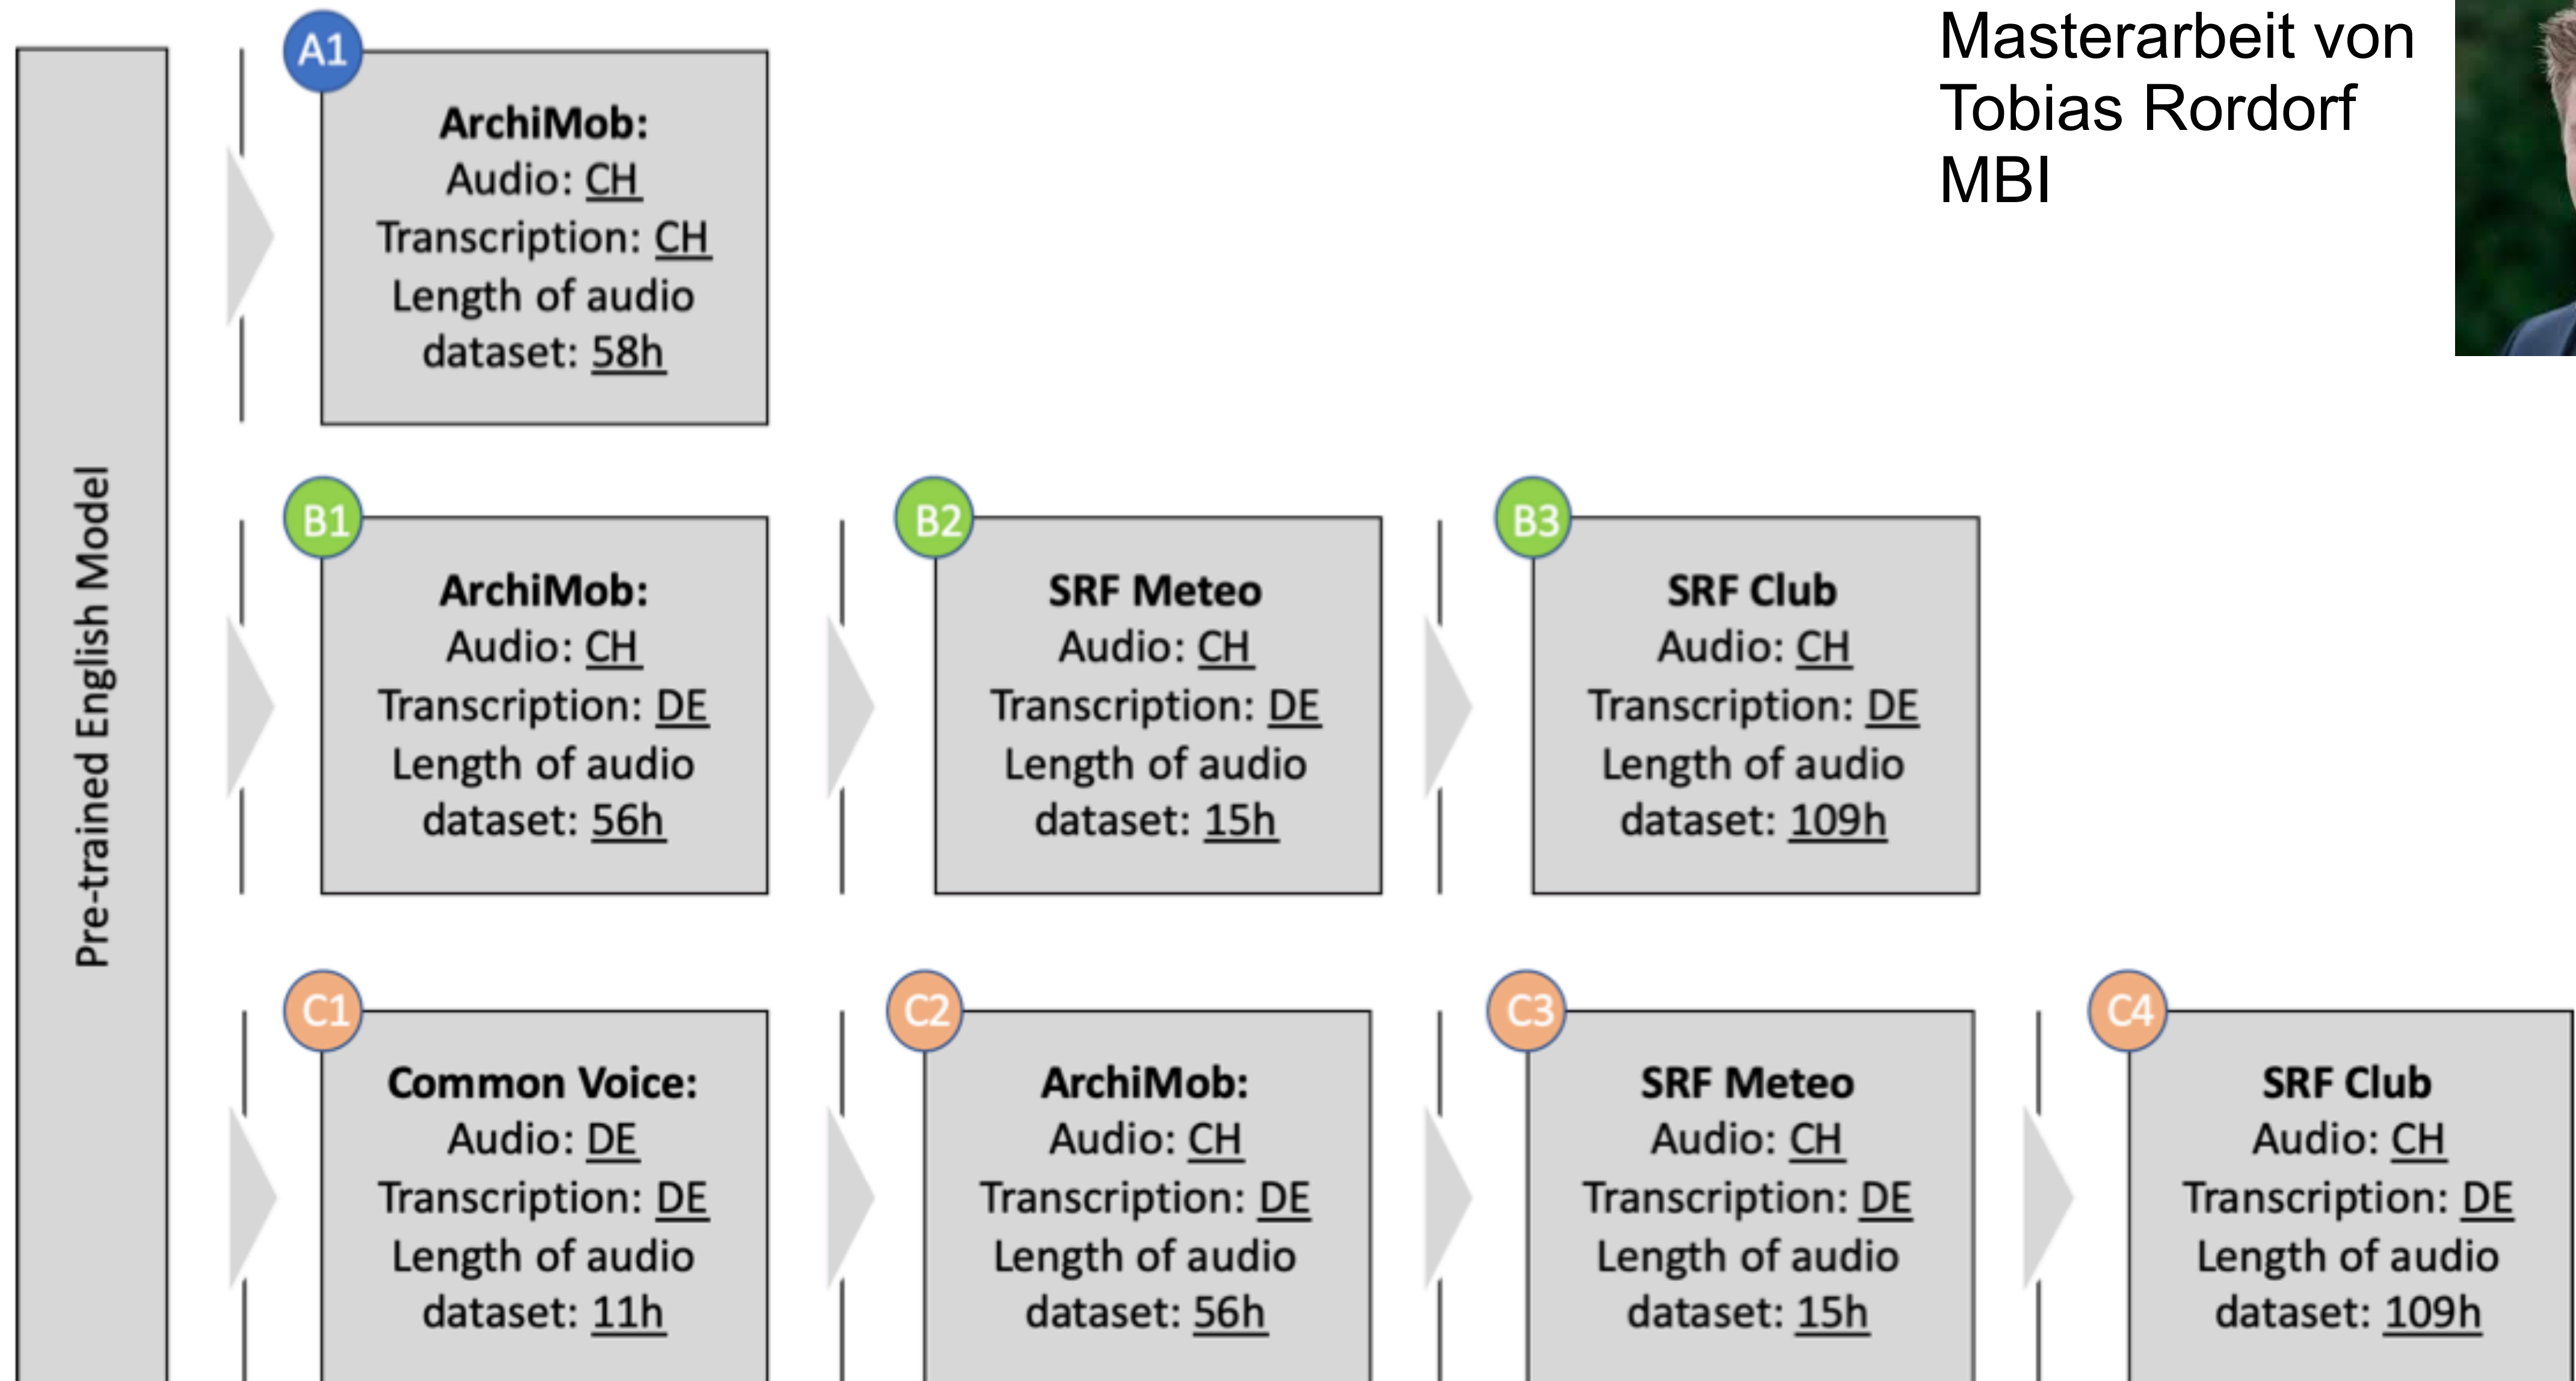 Masterarbeit von
Tobias Rordorf
MBI
Pre-trained English Model
A1
ArchiMob:
Audio: CH
Transcription: CH
Length of audio
dataset: 58h
B1
ArchiMob:
Audio: CH
Transcription: DE
Length of audio
dataset: 56h
B2
SRF Meteo
Audio: CH
Transcription: DE
Length of audio
dataset: 15h
B3
SRF Club
Audio: CH
Transcription: DE
Length of audio
dataset: 109h
C1
Common Voice:
Audio: DE
Transcription: DE
Length of audio
dataset: 11h
C2
ArchiMob:
Audio: CH
Transcription: DE
Length of audio
dataset: 56h
C3
SRF Meteo
Audio: CH
Transcription: DE
Length of audio
dataset: 15h
C4
SRF Club
Audio: CH
Transcription: DE
Length of audio
dataset: 109h